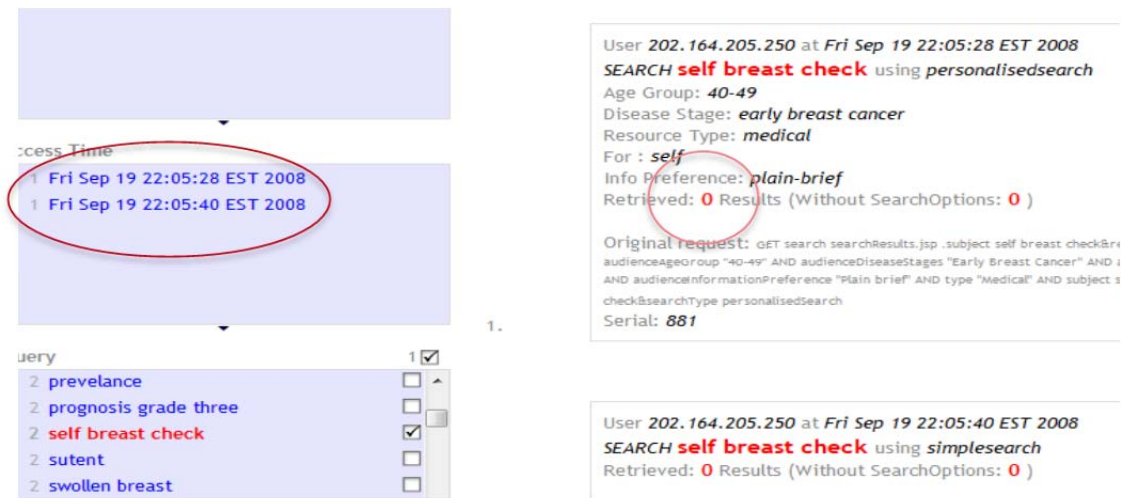 ccess Time
1 Fri Sep 19 22:05:28 EST 2008
1 Fri Sep 19 22:05:40 EST 2008
uery 1
2 prevelance
2 prognosis grade three
2 self breast check
2 sutent
2 swollen breast
1.
User 202.164.205.250 at Fri Sep 19 22:05:28 EST 2008
SEARCH self breast check using personalisedsearch
Age Group: 40-49
Disease Stage: early breast cancer
Resource Type: medical
For : self
Info Preference: plain-brief
Retrieved: 0 Results (Without SearchOptions: 0 )
Original request: GET search searchResults.jsp .subject self breast check&re
audienceAgeGroup "40-49" AND audienceDiseaseStages "Early Breast Cancer" AND a
AND audienceInformationPreference "Plain brief" AND type "Medical" AND subject s
check&searchType personalisedSearch
Serial: 881
User 202.164.205.250 at Fri Sep 19 22:05:40 EST 2008
SEARCH self breast check using simplesearch
Retrieved: 0 Results (Without SearchOptions: 0 )